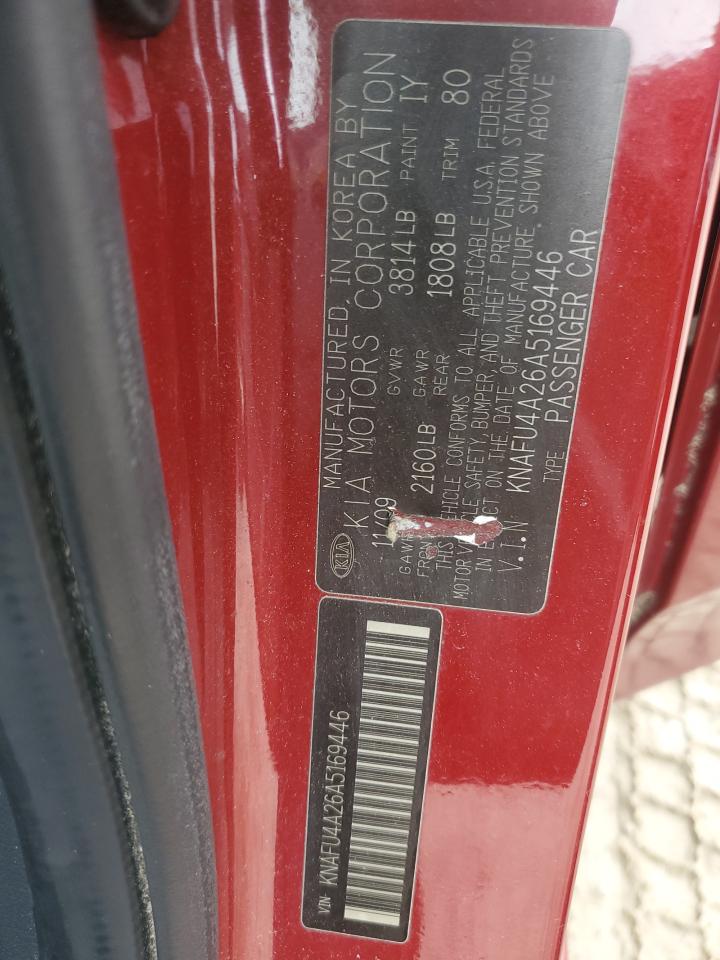 KIA
MANUFACTURED, IN KOREA BY
KIA MOTORS CORPORATION
11/09 GVWR 3814LB PAINT IY
GAWR 2160LB GAWR REAR 1808LB TRIM 80
THIS VEHICLE CONFORMS TO ALL APPLICABLE U.S.A. FEDERAL
MOTOR VEHICLE SAFETY, BUMPER, AND THEFT PREVENTION STANDARDS
IN EFFECT ON THE DATE OF MANUFACTURE SHOWN ABOVE
V.I.N KNAFU4A26A5169446
TYPE PASSENGER CAR
VIN- KNAFU4A26A5169446